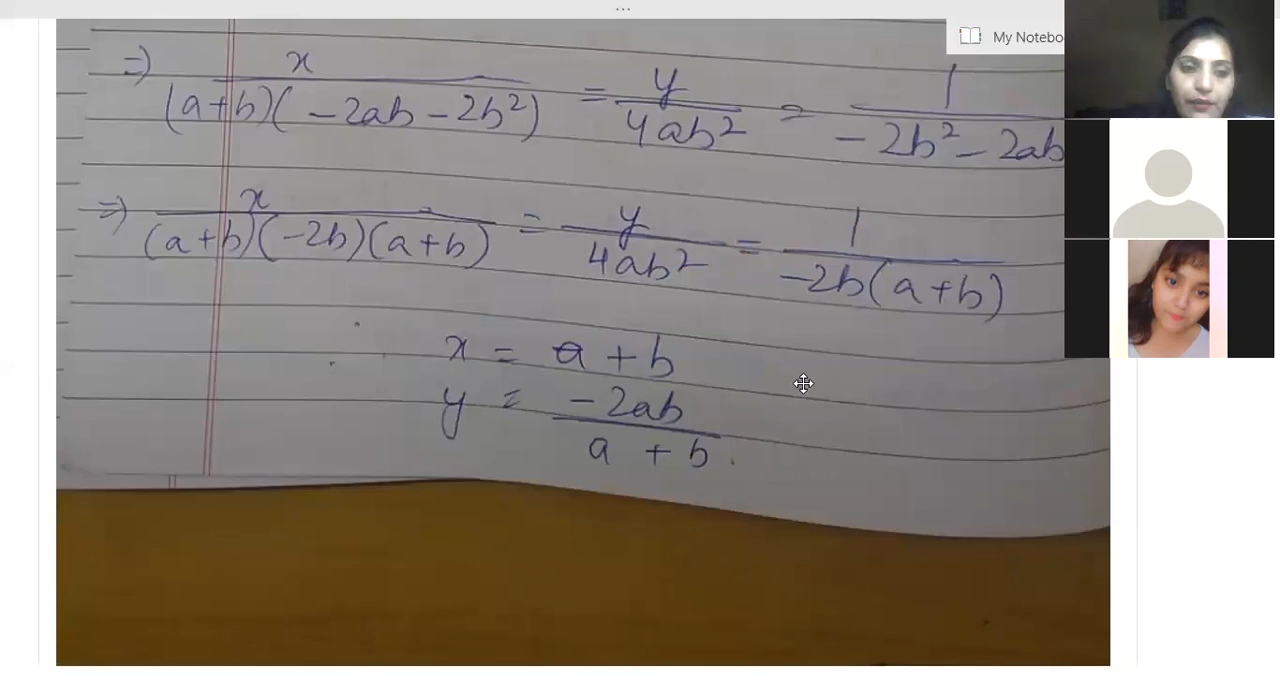 ...
My Notebo
⇒ x/((a+b)(-2ab-2b²)) = y/(4ab²) = 1/(-2b²-2ab
⇒ x/((a+b)(-2b)(a+b)) = y/(4ab²) = 1/(-2b(a+b))
x = a + b
y = -2ab/(a + b).